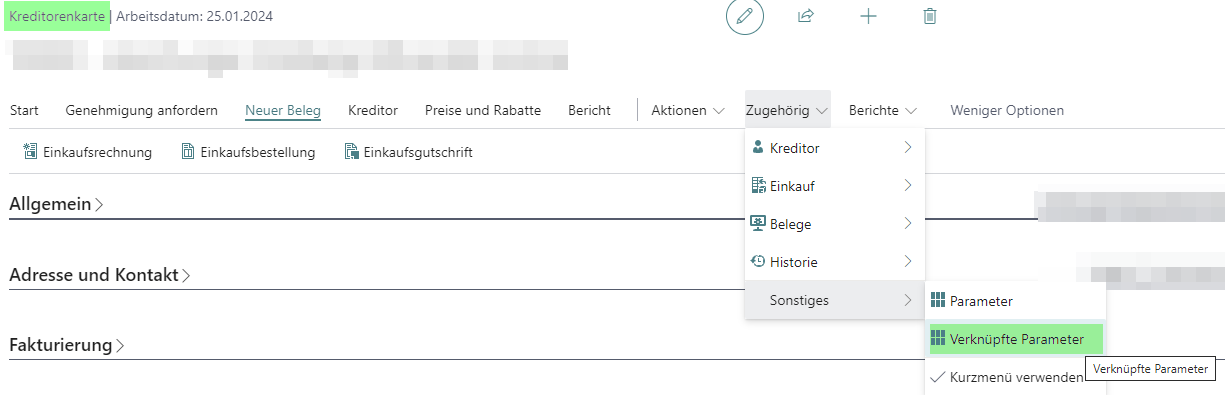 Kreditorenkarte | Arbeitsdatum: 25.01.2024
Start Genehmigung anfordern Neuer Beleg Kreditor Preise und Rabatte Bericht Aktionen Zugehörig Berichte Weniger Optionen
Einkaufsrechnung Einkaufsbestellung Einkaufsgutschrift
Kreditor
Einkauf
Belege
Historie
Sonstiges
Parameter
Verknüpfte Parameter
Kurzmenü verwenden
Verknüpfte Parameter
Allgemein
Adresse und Kontakt
Fakturierung